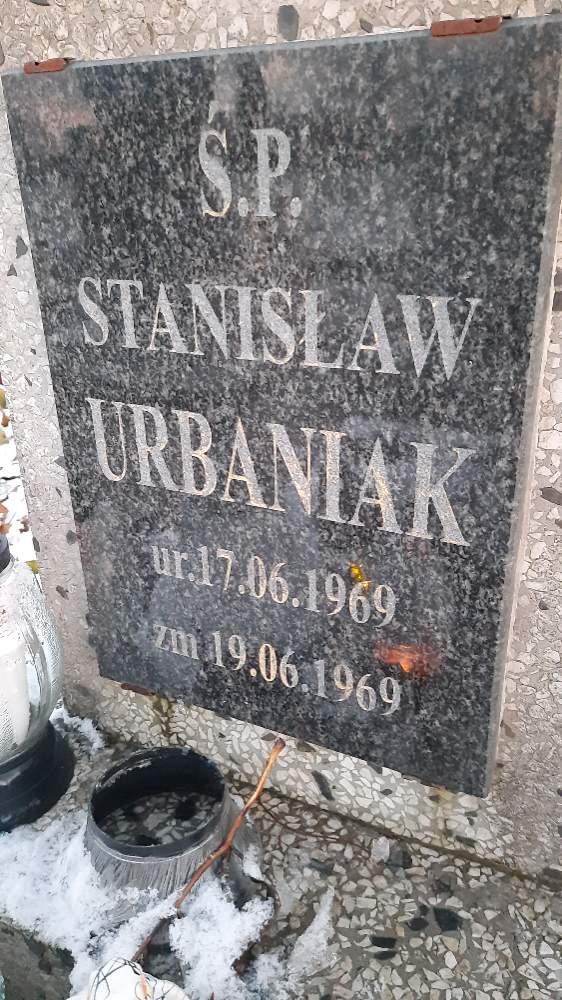 Ś.P.
STANISŁAW
URBANIAK
ur.17.06.1969
zm 19.06.1969